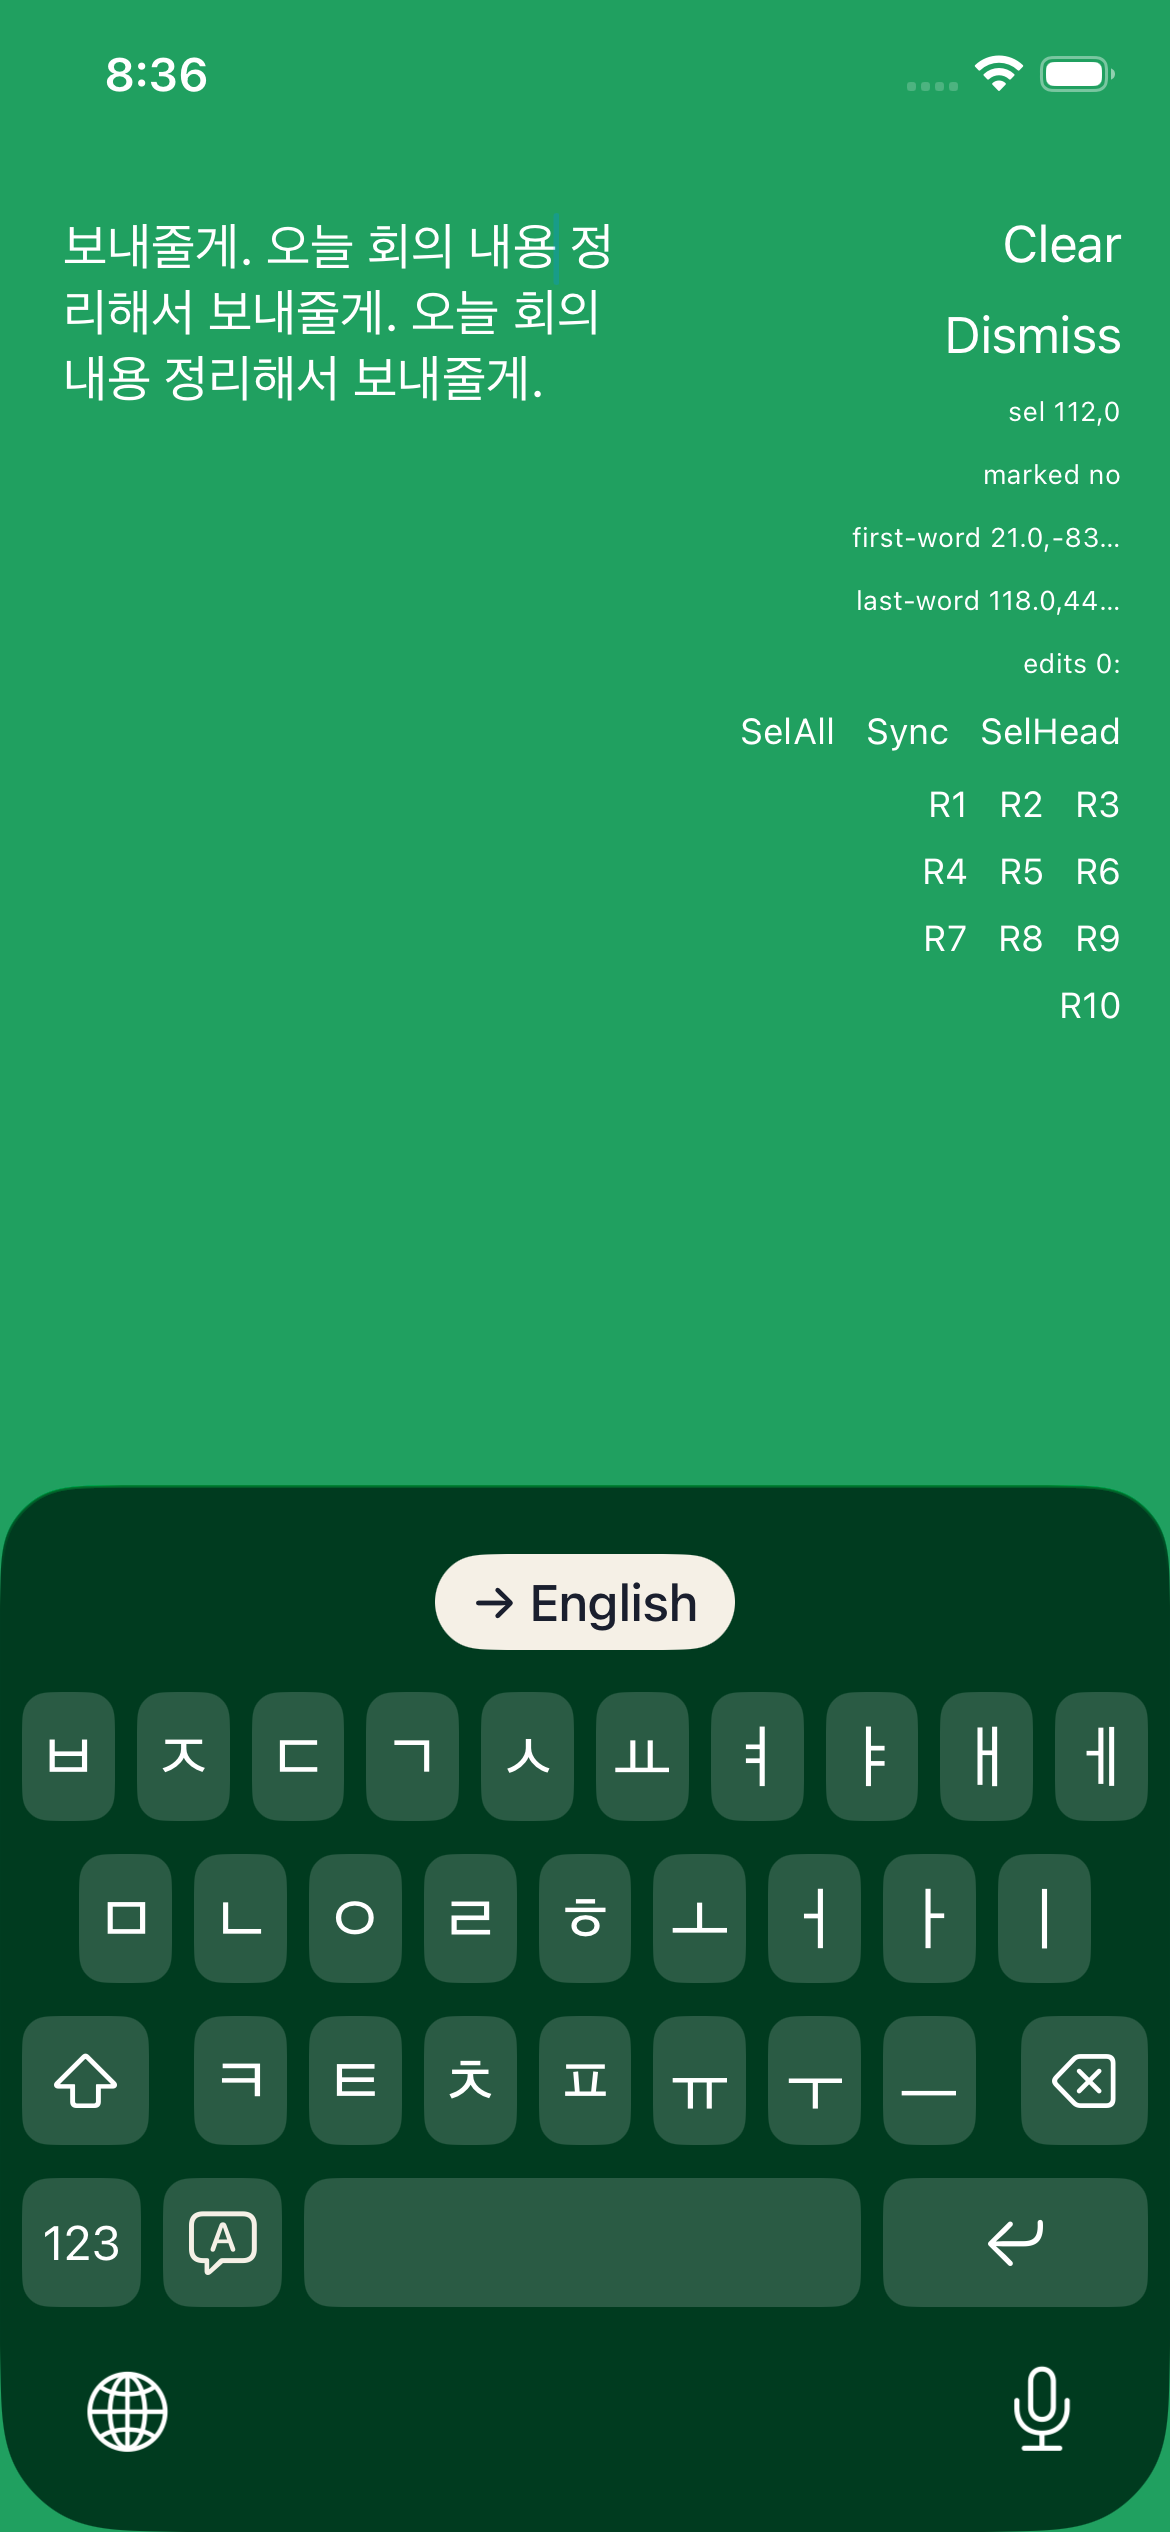 8:36
보내줄게. 오늘 회의 내용 정
리해서 보내줄게. 오늘 회의
내용 정리해서 보내줄게.
Clear
Dismiss
sel 112,0
marked no
first-word 21.0,-83...
last-word 118.0,44...
edits 0:
SelAll Sync SelHead
R1 R2 R3
R4 R5 R6
R7 R8 R9
R10
→ English
ㅂ ㅈ ㄷ ㄱ ㅅ ㅛ ㅕ ㅑ ㅐ ㅔ
ㅁ ㄴ ㅇ ㄹ ㅎ ㅗ ㅓ ㅏ ㅣ
ㅋ ㅌ ㅊ ㅍ ㅠ ㅜ ㅡ
123 A